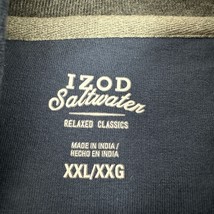 IZOD
Saltwater
RELAXED CLASSICS
MADE IN INDIA/
HECHO EN INDIA
XXL/XXG